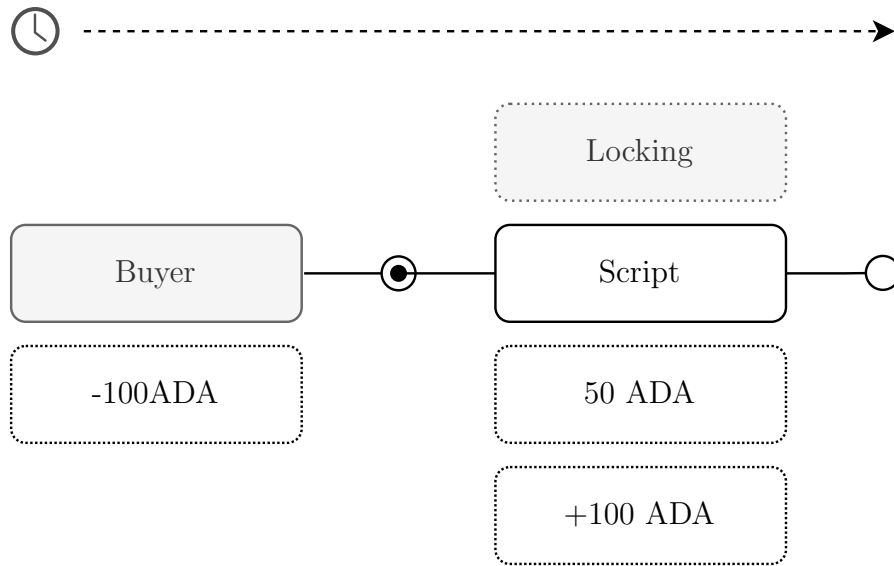 Locking
Buyer
Script
-100ADA
50 ADA
+100 ADA